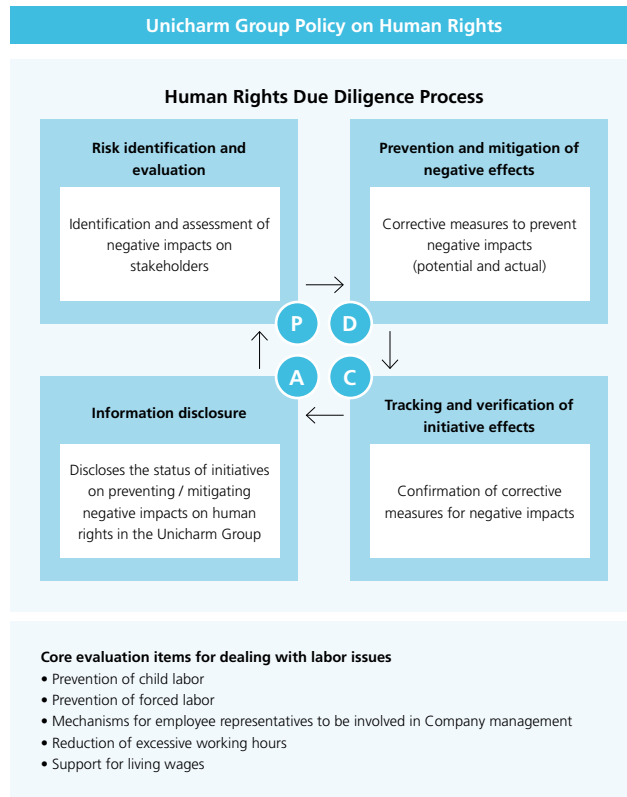 Unicharm Group Policy on Human Rights
Human Rights Due Diligence Process
Risk identification and
evaluation
Identification and assessment of
negative impacts on
stakeholders
Prevention and mitigation of
negative effects
Corrective measures to prevent
negative impacts
(potential and actual)
P
D
A
C
Information disclosure
Discloses the status of initiatives
on preventing / mitigating
negative impacts on human
rights in the Unicharm Group
Tracking and verification of
initiative effects
Confirmation of corrective
measures for negative impacts
Core evaluation items for dealing with labor issues
• Prevention of child labor
• Prevention of forced labor
• Mechanisms for employee representatives to be involved in Company management
• Reduction of excessive working hours
• Support for living wages